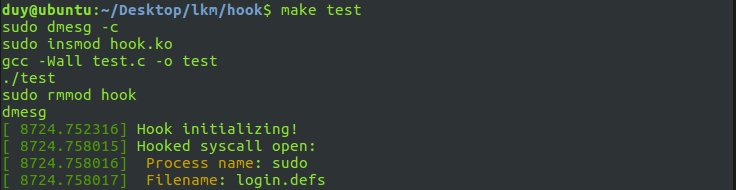 duy@ubuntu:~/Desktop/lkm/hook$ make test
sudo dmesg -c
sudo insmod hook.ko
gcc -Wall test.c -o test
./test
sudo rmmod hook
dmesg
[ 8724.752316] Hook initializing!
[ 8724.758015] Hooked syscall open:
[ 8724.758016]  Process name: sudo
[ 8724.758017]  Filename: login.defs